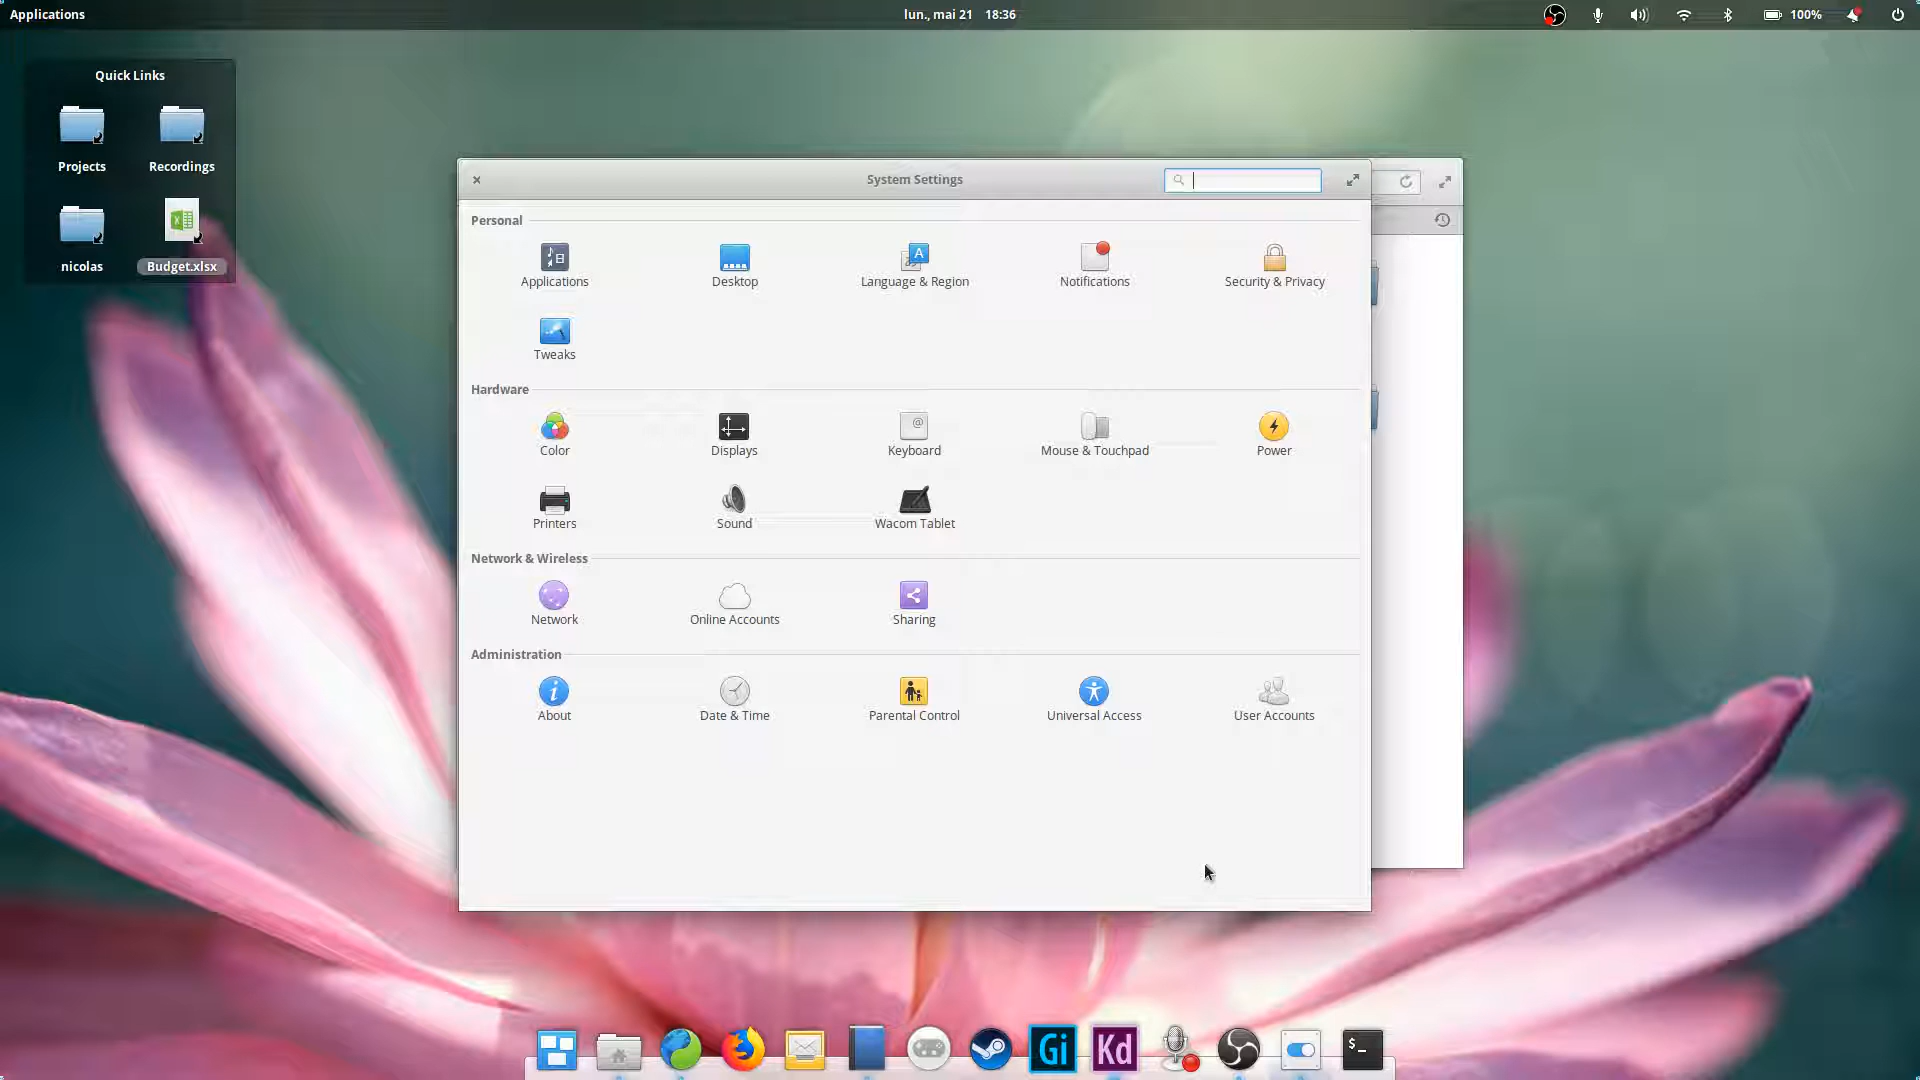 Applications
lun., mai 21 18:36
100%
Quick Links
Projects
Recordings
nicolas
Budget.xlsx
System Settings
Personal
Applications
Desktop
Language & Region
Notifications
Security & Privacy
Tweaks
Hardware
Color
Displays
Keyboard
Mouse & Touchpad
Power
Printers
Sound
Wacom Tablet
Network & Wireless
Network
Online Accounts
Sharing
Administration
About
Date & Time
Parental Control
Universal Access
User Accounts
Gi
Kd
$_